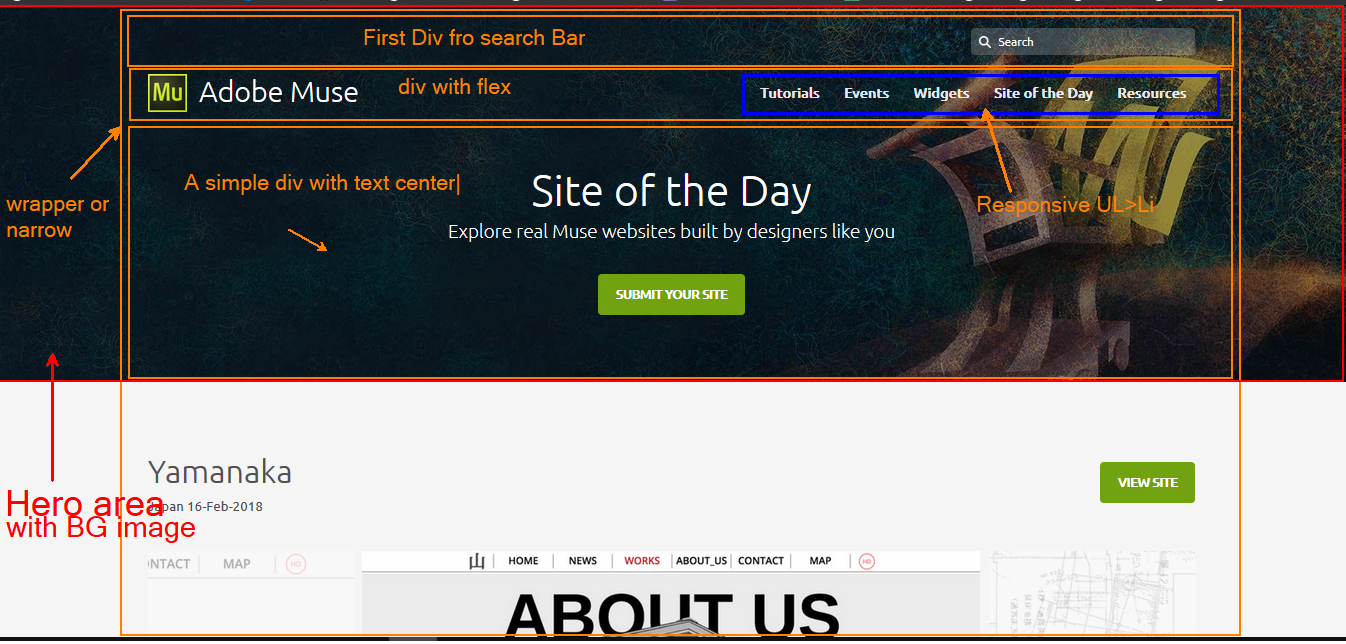 First Div fro search Bar
Search
Mu Adobe Muse
div with flex
Tutorials Events Widgets Site of the Day Resources
A simple div with text center|
Site of the Day
wrapper or
narrow
Responsive UL>Li
Explore real Muse websites built by designers like you
SUBMIT YOUR SITE
Yamanaka
VIEW SITE
Hero area
Japan 16-Feb-2018
with BG image
ONTACT MAP HD
山 HOME NEWS WORKS ABOUT_US CONTACT MAP HD
ABOUT US